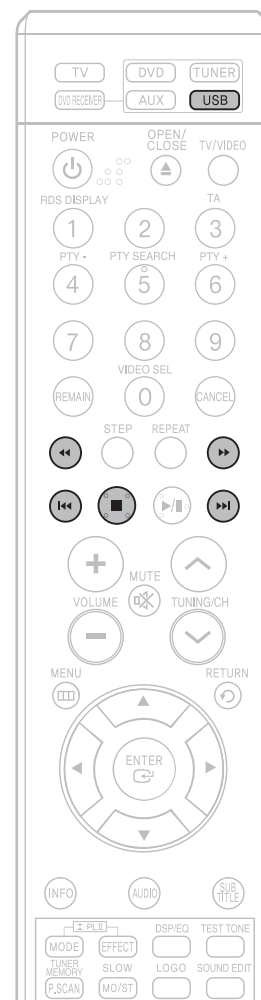 TV DVD TUNER
DVD RECEIVER AUX USB
POWER OPEN/CLOSE TV/VIDEO
RDS DISPLAY TA
1 2 3
PTY - PTY SEARCH PTY +
4 5 6
7 8 9
VIDEO SEL
REMAIN 0 CANCEL
STEP REPEAT
MUTE
VOLUME TUNING/CH
MENU RETURN
ENTER
INFO AUDIO SUB TITLE
PL II DSP/EQ TEST TONE
MODE EFFECT
TUNER MEMORY SLOW LOGO SOUND EDIT
P.SCAN MO/ST